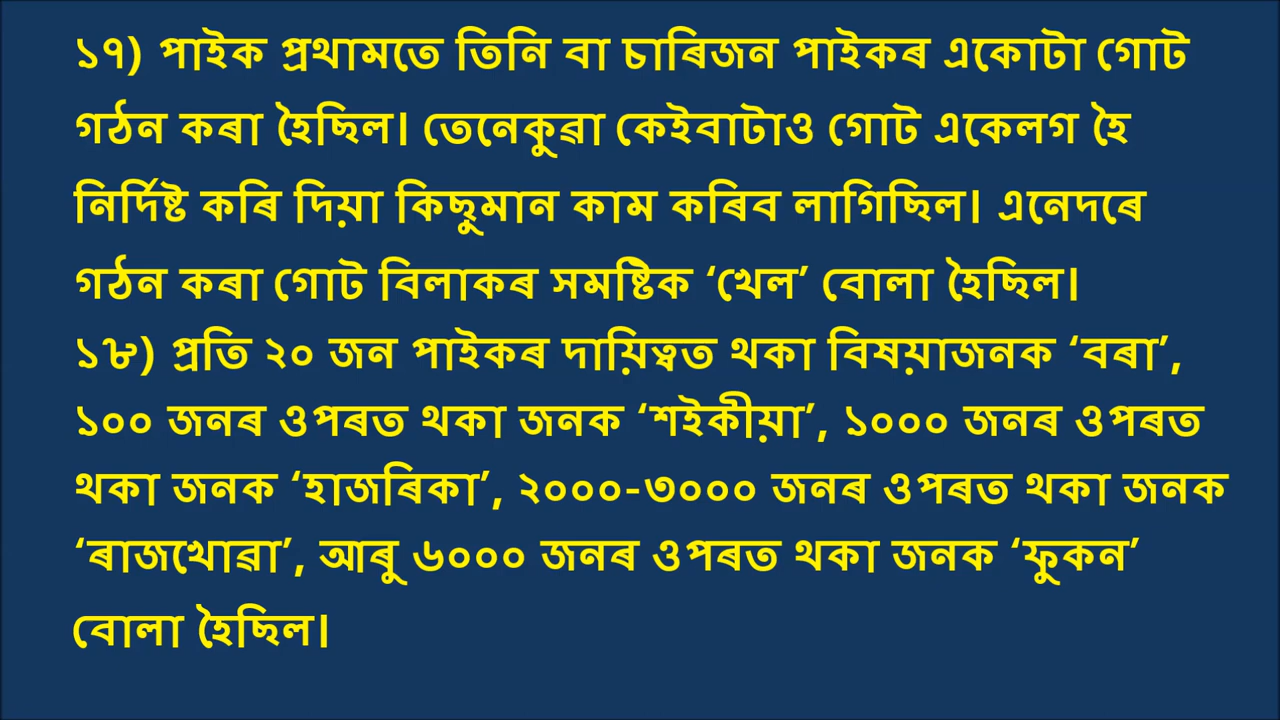 ১৭) পাইক প্ৰথামতে তিনি বা চাৰিজন পাইকৰ একোটা গোট
গঠন কৰা হৈছিল। তেনেকুৱা কেইবাটাও গোট একেলগ হৈ
নিৰ্দিষ্ট কৰি দিয়া কিছুমান কাম কৰিব লাগিছিল। এনেদৰে
গঠন কৰা গোট বিলাকৰ সমষ্টিক ‘খেল’ বোলা হৈছিল।
১৮) প্ৰতি ২০ জন পাইকৰ দায়িত্বত থকা বিষয়াজনক ‘বৰা’,
১০০ জনৰ ওপৰত থকা জনক ‘শইকীয়া’, ১০০০ জনৰ ওপৰত
থকা জনক ‘হাজৰিকা’, ২০০০-৩০০০ জনৰ ওপৰত থকা জনক
‘ৰাজখোৱা’, আৰু ৬০০০ জনৰ ওপৰত থকা জনক ‘ফুকন’
বোলা হৈছিল।